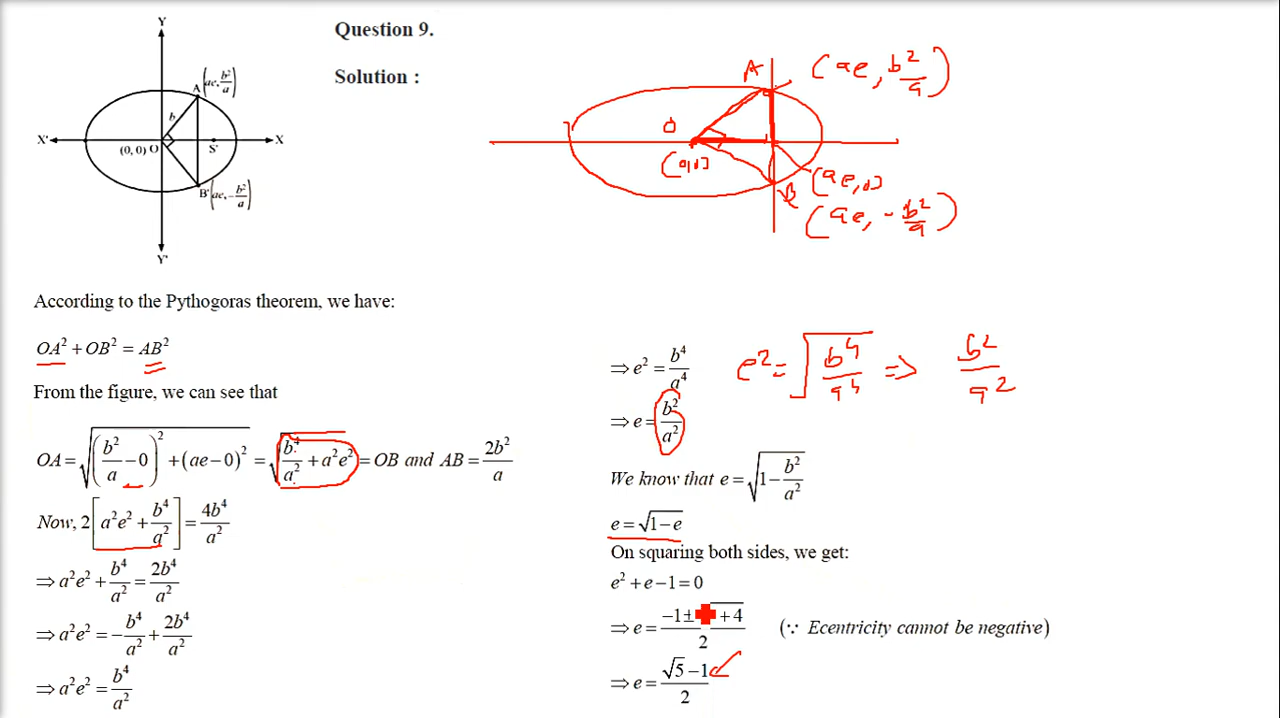 Question 9.
Solution :
Y
A (ae, b²/a)
b
X' (0, 0) O S' X
B' (ae, -b²/a)
Y'
A (ae, b²/a)
O
(0,0)
(ae,0)
B
(ae, -b²/a)
According to the Pythogoras theorem, we have:
OA² + OB² = AB²
From the figure, we can see that
OA = √((b²/a - 0)² + (ae - 0)²) = √(b⁴/a² + a²e²) = OB and AB = 2b²/a
Now, 2[a²e² + b⁴/a²] = 4b⁴/a²
⇒ a²e² + b⁴/a² = 2b⁴/a²
⇒ a²e² = -b⁴/a² + 2b⁴/a²
⇒ a²e² = b⁴/a²
⇒ e² = b⁴/a⁴ e² = √(b⁴/a⁴) ⇒ b²/a²
⇒ e = b²/a²
We know that e = √(1 - b²/a²)
e = √(1-e)
On squaring both sides, we get:
e² + e - 1 = 0
⇒ e = (-1 ± √ +4)/2 (∵ Ecentricity cannot be negative)
⇒ e = (√5 - 1)/2